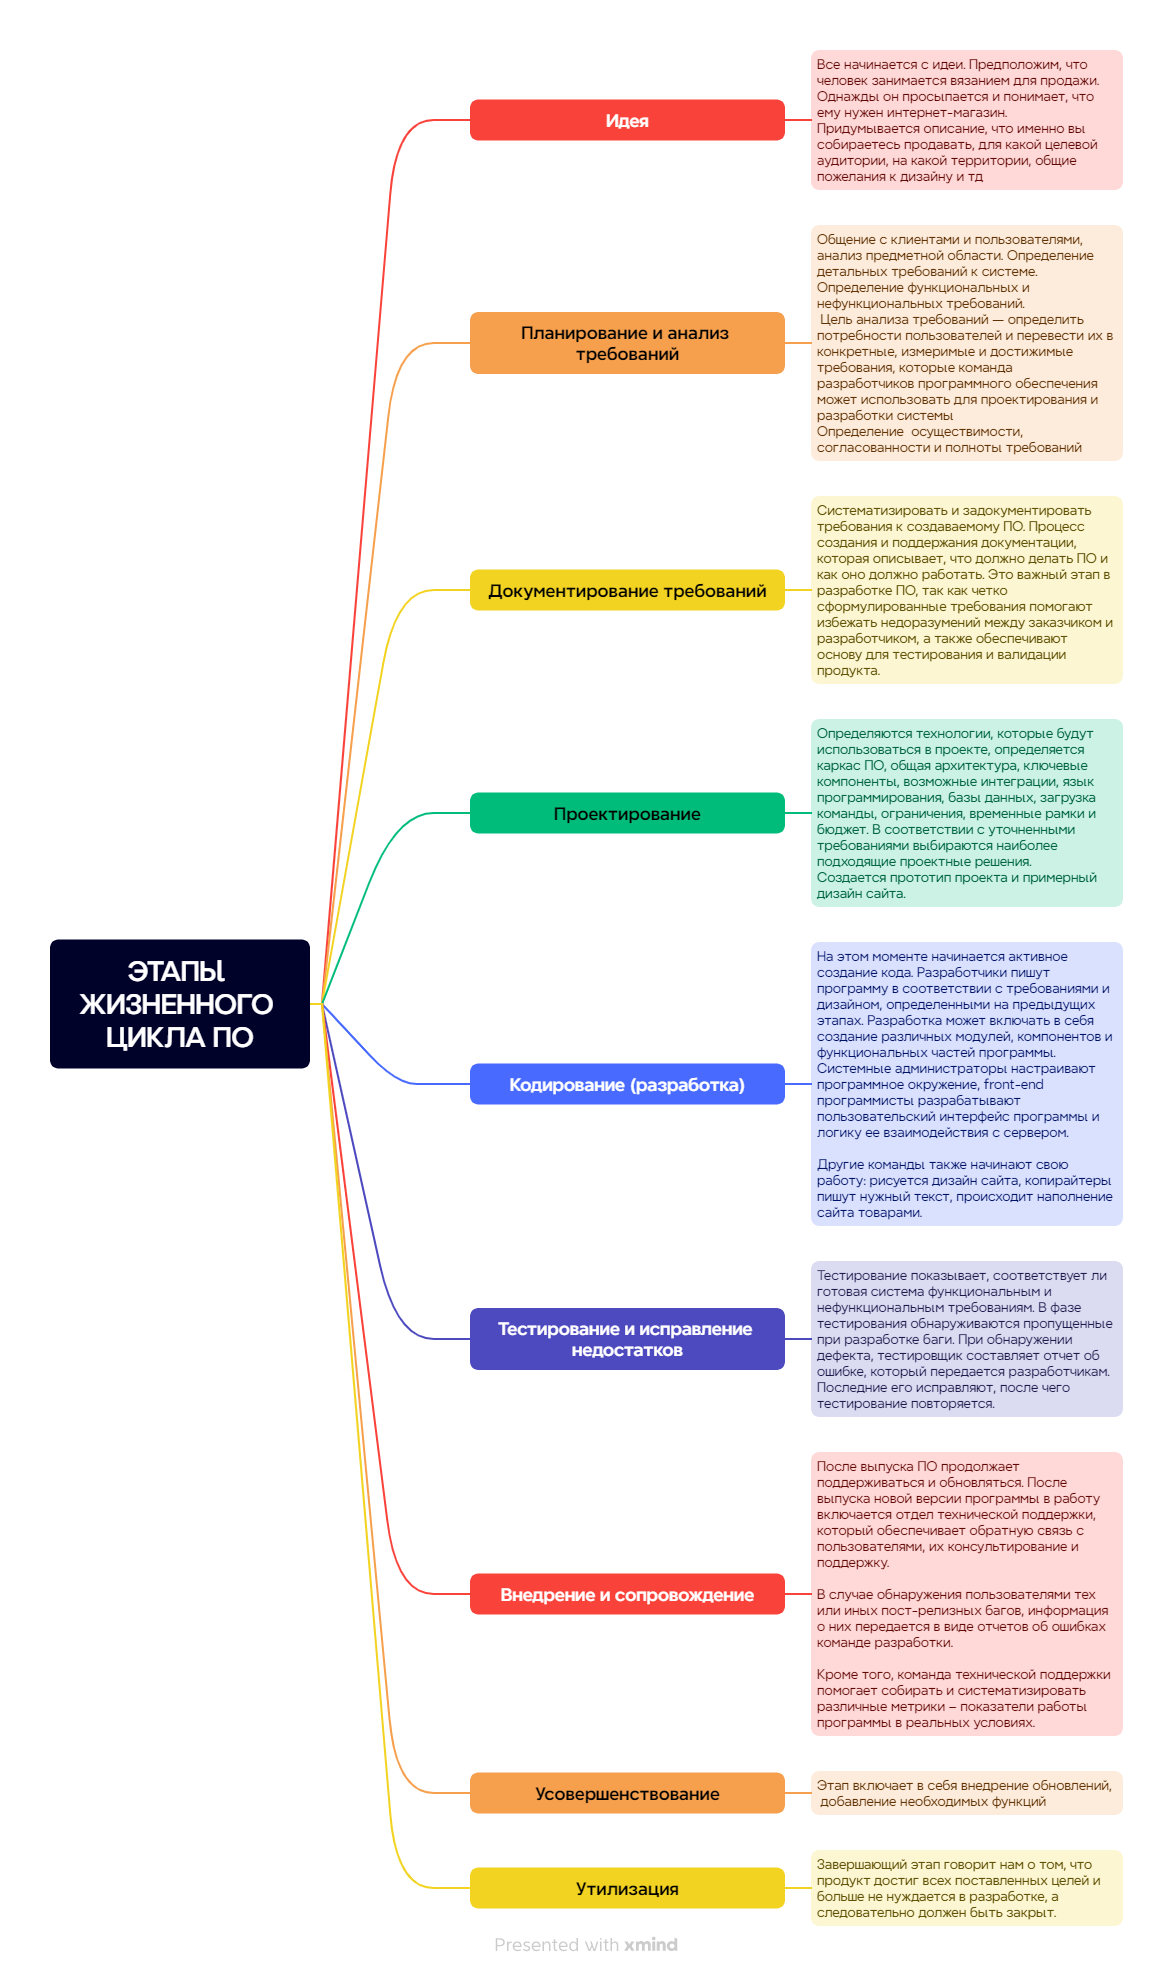 ЭТАПЫ
ЖИЗНЕННОГО
ЦИКЛА ПО
Идея
Все начинается с идеи. Предположим, что
человек занимается вязанием для продажи.
Однажды он просыпается и понимает, что
ему нужен интернет-магазин.
Придумывается описание, что именно вы
собираетесь продавать, для какой целевой
аудитории, на какой территории, общие
пожелания к дизайну и тд
Планирование и анализ
требований
Общение с клиентами и пользователями,
анализ предметной области. Определение
детальных требований к системе.
Определение функциональных и
нефункциональных требований.
Цель анализа требований — определить
потребности пользователей и перевести их в
конкретные, измеримые и достижимые
требования, которые команда
разработчиков программного обеспечения
может использовать для проектирования и
разработки системы
Определение  осуществимости,
согласованности и полноты требований
Документирование требований
Систематизировать и задокументировать
требования к создаваемому ПО. Процесс
создания и поддержания документации,
которая описывает, что должно делать ПО и
как оно должно работать. Это важный этап в
разработке ПО, так как четко
сформулированные требования помогают
избежать недоразумений между заказчиком и
разработчиком, а также обеспечивают
основу для тестирования и валидации
продукта.
Проектирование
Определяются технологии, которые будут
использоваться в проекте, определяется
каркас ПО, общая архитектура, ключевые
компоненты, возможные интеграции, язык
программирования, базы данных, загрузка
команды, ограничения, временные рамки и
бюджет. В соответствии с уточненными
требованиями выбираются наиболее
подходящие проектные решения.
Создается прототип проекта и примерный
дизайн сайта.
Кодирование (разработка)
На этом моменте начинается активное
создание кода. Разработчики пишут
программу в соответствии с требованиями и
дизайном, определенными на предыдущих
этапах. Разработка может включать в себя
создание различных модулей, компонентов и
функциональных частей программы.
Системные администраторы настраивают
программное окружение, front-end
программисты разрабатывают
пользовательский интерфейс программы и
логику ее взаимодействия с сервером.
Другие команды также начинают свою
работу: рисуется дизайн сайта, копирайтеры
пишут нужный текст, происходит наполнение
сайта товарами.
Тестирование и исправление
недостатков
Тестирование показывает, соответствует ли
готовая система функциональным и
нефункциональным требованиям. В фазе
тестирования обнаруживаются пропущенные
при разработке баги. При обнаружении
дефекта, тестировщик составляет отчет об
ошибке, который передается разработчикам.
Последние его исправляют, после чего
тестирование повторяется.
Внедрение и сопровождение
После выпуска ПО продолжает
поддерживаться и обновляться. После
выпуска новой версии программы в работу
включается отдел технической поддержки,
который обеспечивает обратную связь с
пользователями, их консультирование и
поддержку.
В случае обнаружения пользователями тех
или иных пост-релизных багов, информация
о них передается в виде отчетов об ошибках
команде разработки.
Кроме того, команда технической поддержки
помогает собирать и систематизировать
различные метрики – показатели работы
программы в реальных условиях.
Усовершенствование
Этап включает в себя внедрение обновлений,
добавление необходимых функций
Утилизация
Завершающий этап говорит нам о том, что
продукт достиг всех поставленных целей и
больше не нуждается в разработке, а
следовательно должен быть закрыт.
Presented with xmind